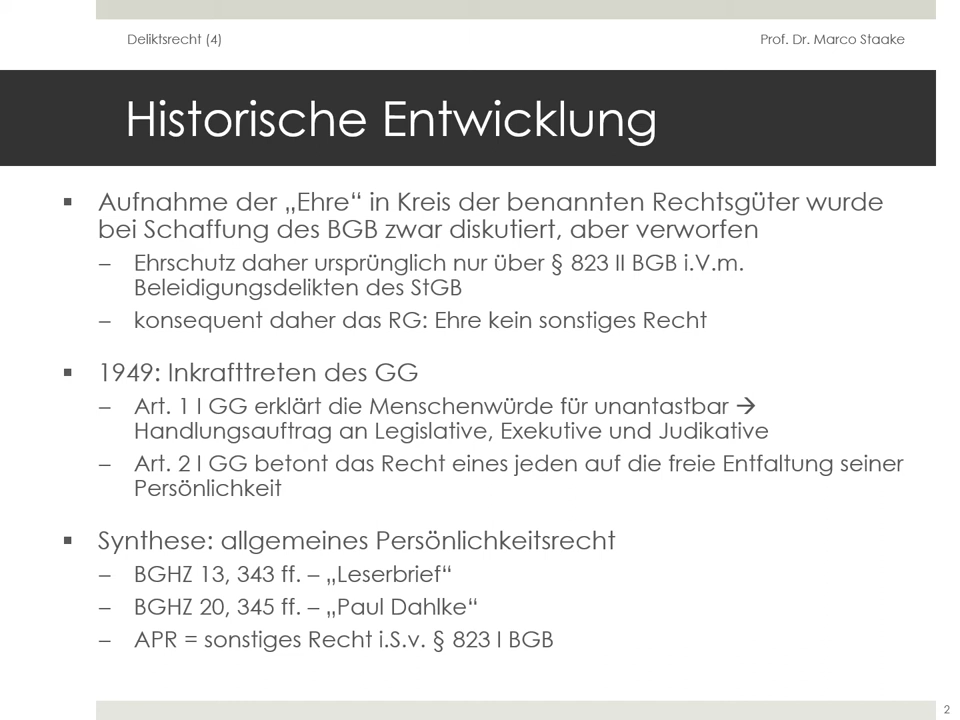 Deliktsrecht (4)
Prof. Dr. Marco Staake
Historische Entwicklung
▪ Aufnahme der „Ehre“ in Kreis der benannten Rechtsgüter wurde
bei Schaffung des BGB zwar diskutiert, aber verworfen
– Ehrschutz daher ursprünglich nur über § 823 II BGB i.V.m.
Beleidigungsdelikten des StGB
– konsequent daher das RG: Ehre kein sonstiges Recht
▪ 1949: Inkrafttreten des GG
– Art. 1 I GG erklärt die Menschenwürde für unantastbar →
Handlungsauftrag an Legislative, Exekutive und Judikative
– Art. 2 I GG betont das Recht eines jeden auf die freie Entfaltung seiner
Persönlichkeit
▪ Synthese: allgemeines Persönlichkeitsrecht
– BGHZ 13, 343 ff. – „Leserbrief“
– BGHZ 20, 345 ff. – „Paul Dahlke“
– APR = sonstiges Recht i.S.v. § 823 I BGB
2